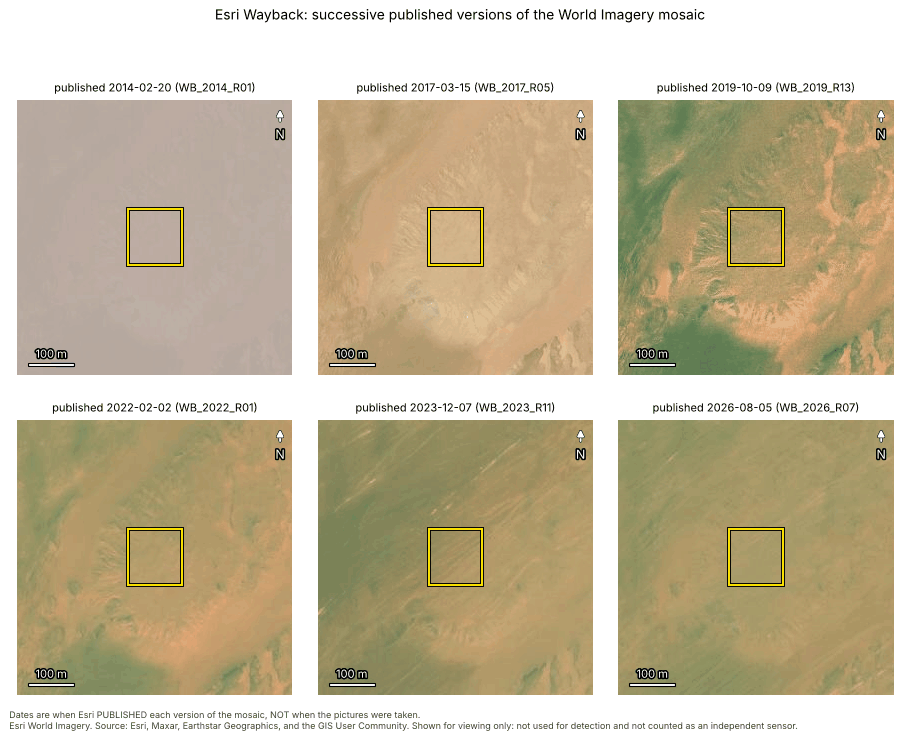 Esri Wayback: successive published versions of the World Imagery mosaic
published 2014-02-20 (WB_2014_R01)
published 2017-03-15 (WB_2017_R05)
published 2019-10-09 (WB_2019_R13)
N
N
N
100 m
100 m
100 m
published 2022-02-02 (WB_2022_R01)
published 2023-12-07 (WB_2023_R11)
published 2026-08-05 (WB_2026_R07)
N
N
N
100 m
100 m
100 m
Dates are when Esri PUBLISHED each version of the mosaic, NOT when the pictures were taken.
Esri World Imagery. Source: Esri, Maxar, Earthstar Geographics, and the GIS User Community. Shown for viewing only: not used for detection and not counted as an independent sensor.